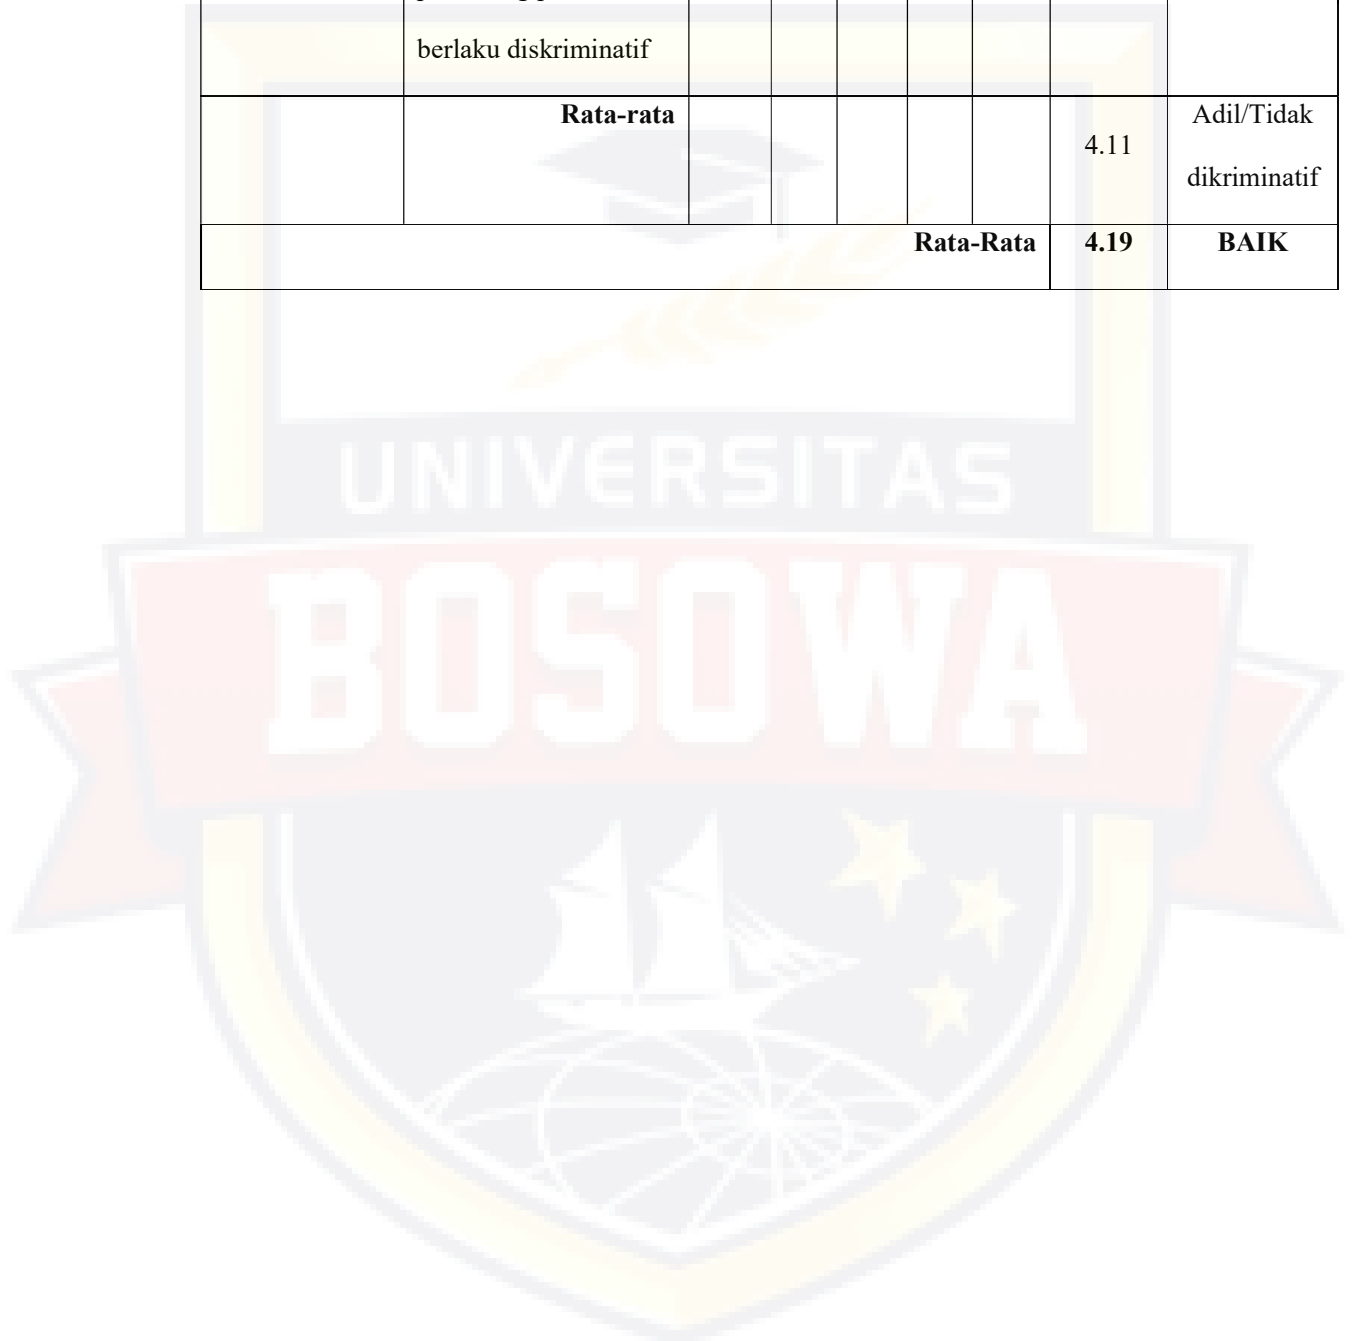 berlaku diskriminatif
Rata-rata
4.11
Adil/Tidak
dikriminatif
Rata-Rata 4.19 BAIK
UNIVERSITAS
BOSOWA